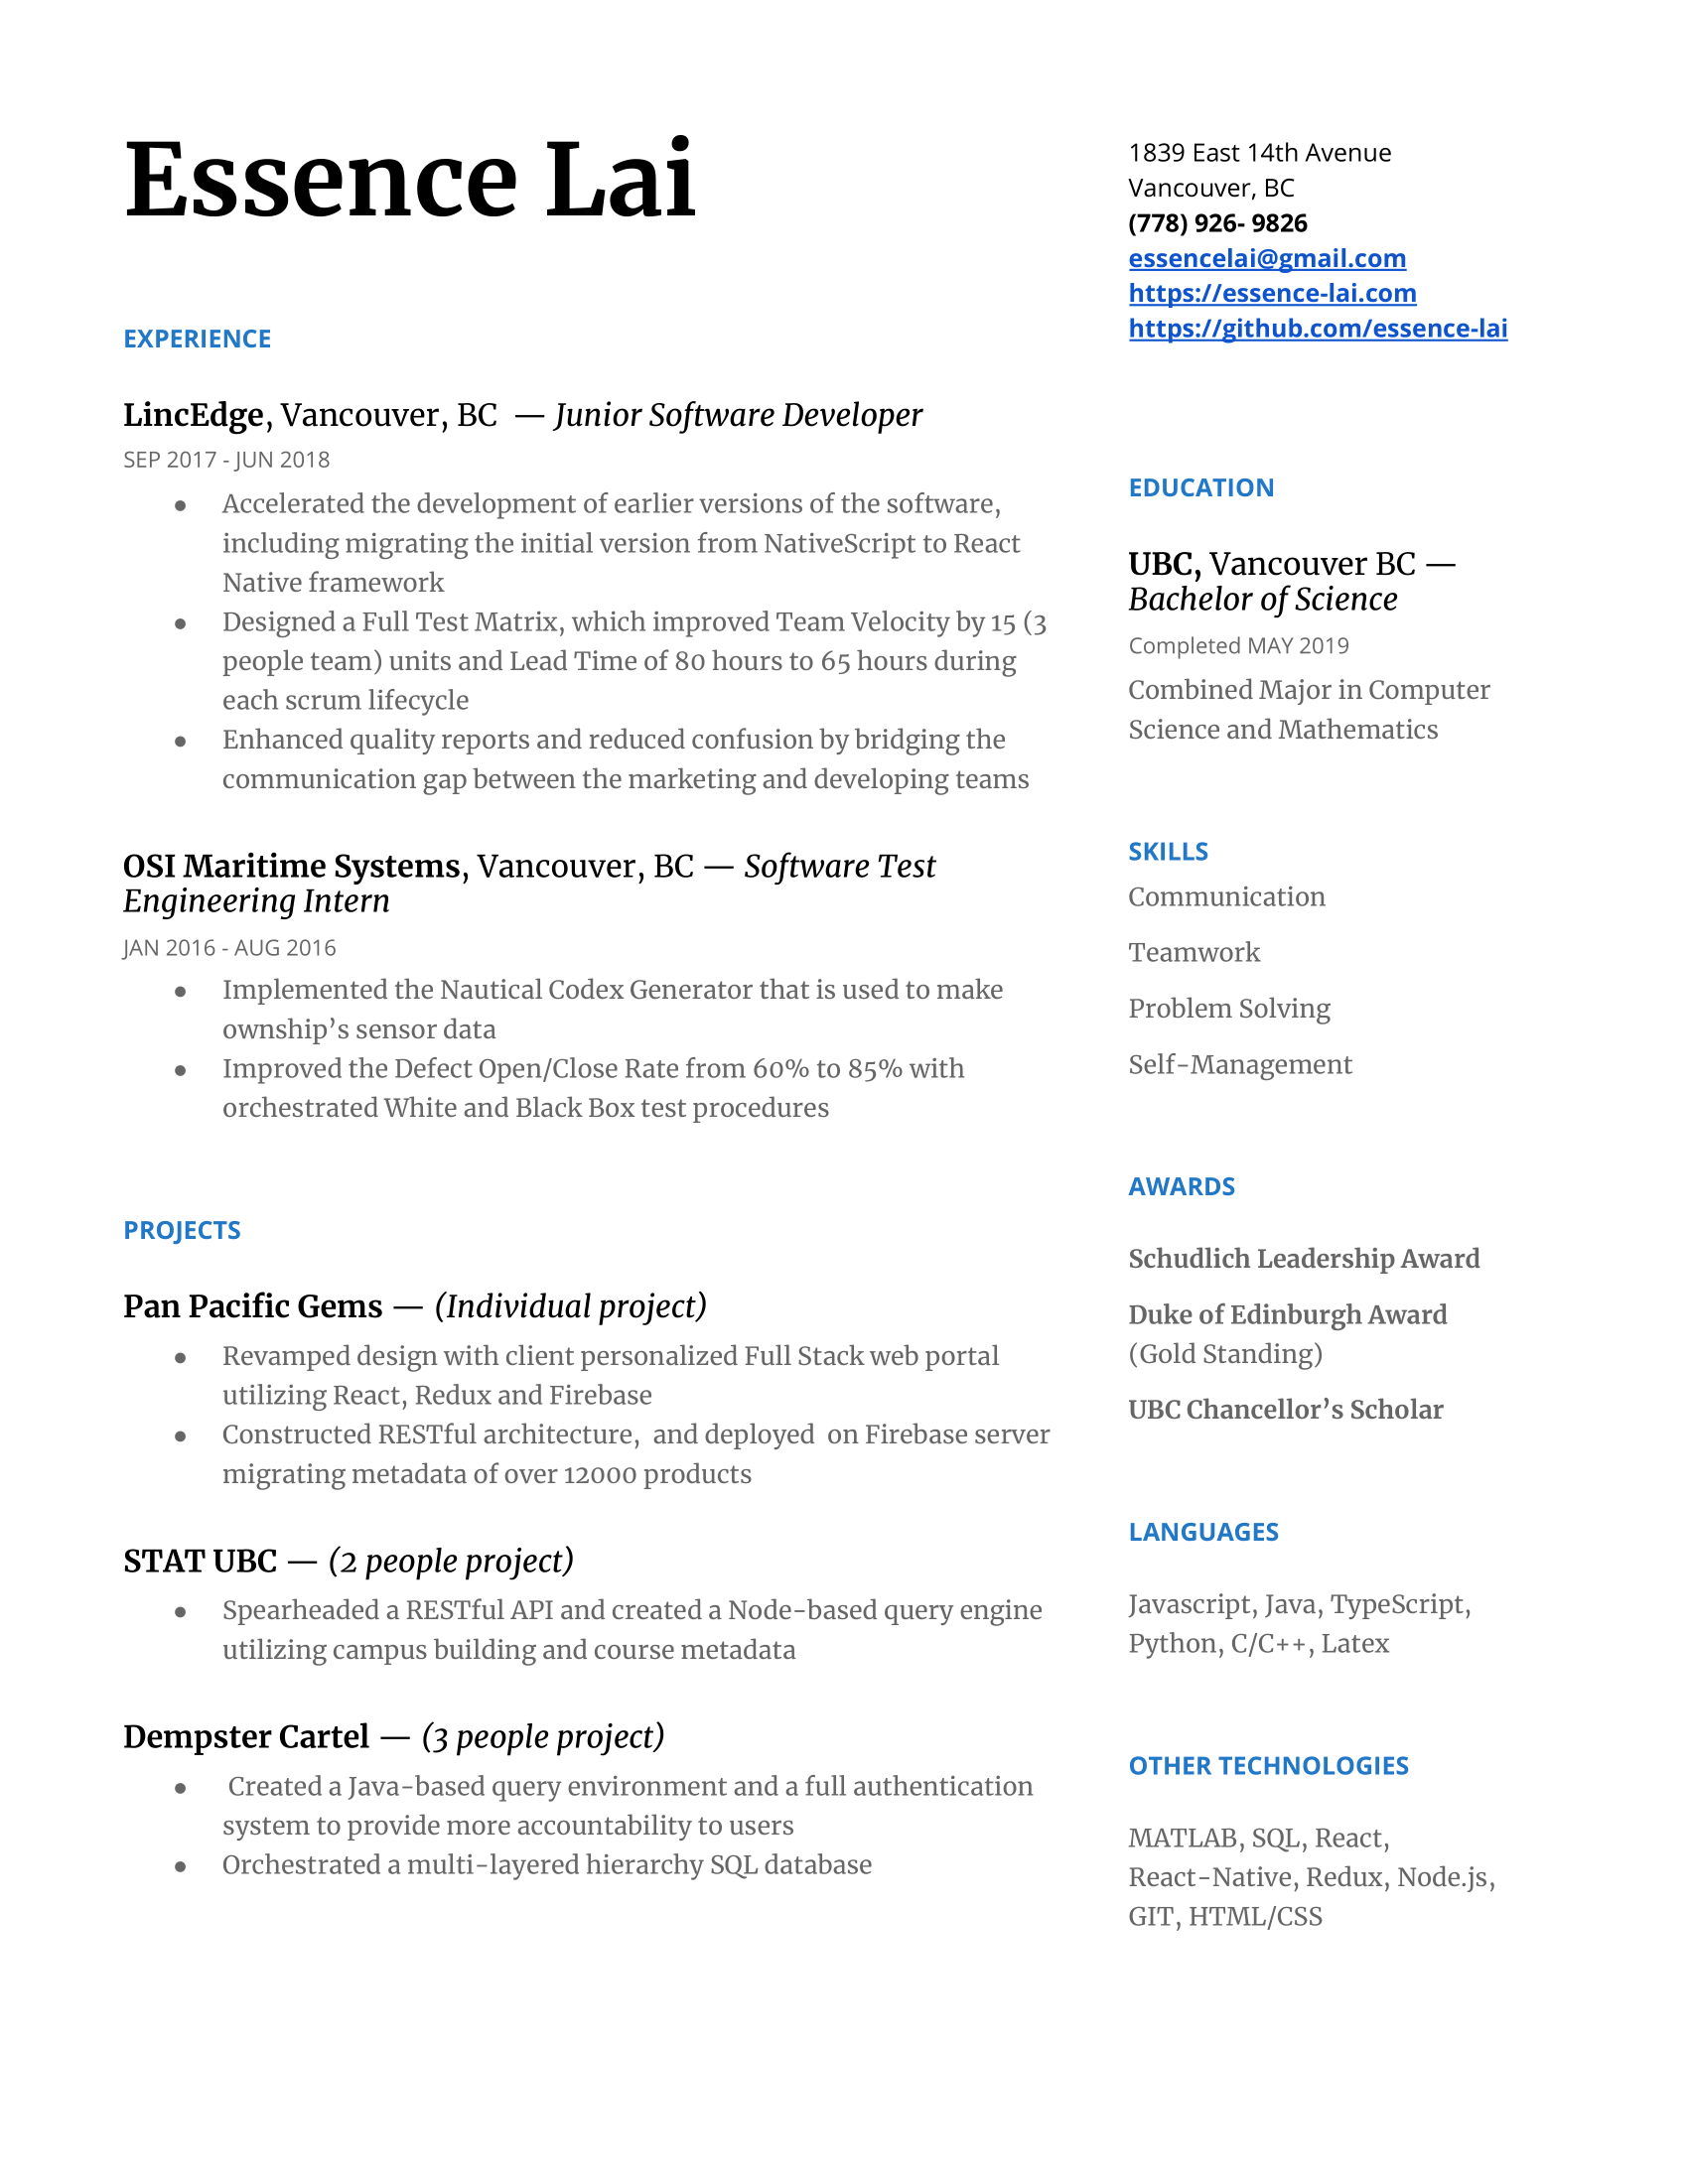 Essence Lai
EXPERIENCE
LincEdge, Vancouver, BC  — Junior Software Developer
SEP 2017 - JUN 2018
● Accelerated the development of earlier versions of the software,
including migrating the initial version from NativeScript to React
Native framework
● Designed a Full Test Matrix, which improved Team Velocity by 15 (3
people team) units and Lead Time of 80 hours to 65 hours during
each scrum lifecycle
● Enhanced quality reports and reduced confusion by bridging the
communication gap between the marketing and developing teams
OSI Maritime Systems, Vancouver, BC — Software Test
Engineering Intern
JAN 2016 - AUG 2016
● Implemented the Nautical Codex Generator that is used to make
ownship’s sensor data
● Improved the Defect Open/Close Rate from 60% to 85% with
orchestrated White and Black Box test procedures
PROJECTS
Pan Pacific Gems — (Individual project)
● Revamped design with client personalized Full Stack web portal
utilizing React, Redux and Firebase
● Constructed RESTful architecture,  and deployed  on Firebase server
migrating metadata of over 12000 products
STAT UBC — (2 people project)
● Spearheaded a RESTful API and created a Node-based query engine
utilizing campus building and course metadata
Dempster Cartel — (3 people project)
● Created a Java-based query environment and a full authentication
system to provide more accountability to users
● Orchestrated a multi-layered hierarchy SQL database
1839 East 14th Avenue
Vancouver, BC
(778) 926- 9826
essencelai@gmail.com
https://essence-lai.com
https://github.com/essence-lai
EDUCATION
UBC, Vancouver BC —
Bachelor of Science
Completed MAY 2019
Combined Major in Computer
Science and Mathematics
SKILLS
Communication
Teamwork
Problem Solving
Self-Management
AWARDS
Schudlich Leadership Award
Duke of Edinburgh Award
(Gold Standing)
UBC Chancellor’s Scholar
LANGUAGES
Javascript, Java, TypeScript,
Python, C/C++, Latex
OTHER TECHNOLOGIES
MATLAB, SQL, React,
React-Native, Redux, Node.js,
GIT, HTML/CSS